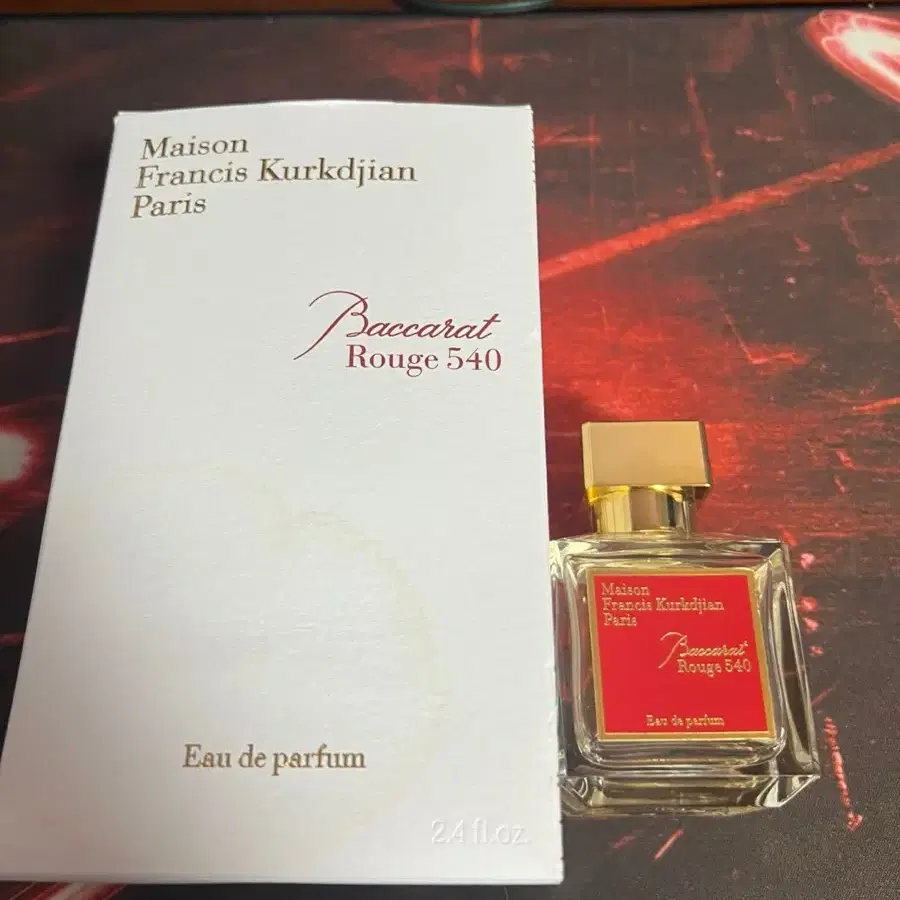 Maison
Francis Kurkdjian
Paris
Baccarat
Rouge 540
Eau de parfum
2.4 fl.oz.
Maison
Francis Kurkdjian
Paris
Baccarat
Rouge 540
Eau de parfum